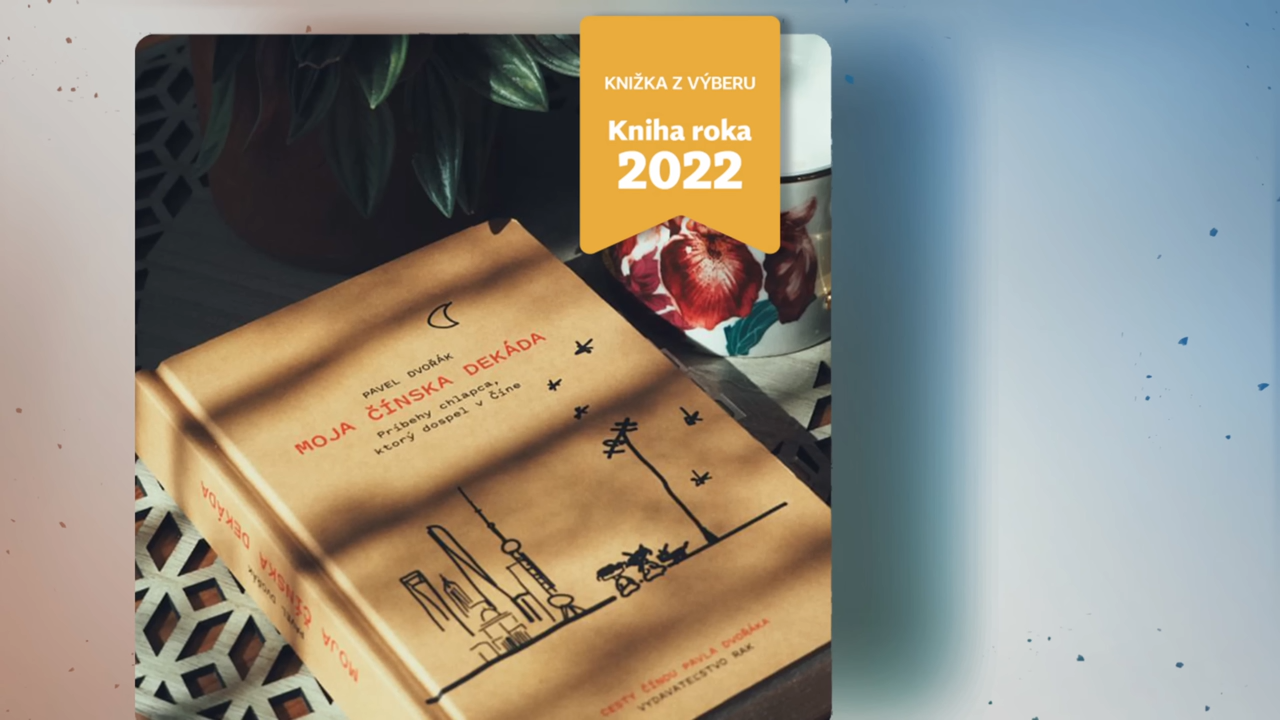 KNIŽKA Z VÝBERU
Kniha roka
2022
PAVEL DVOŘÁK
MOJA ČÍNSKA DEKÁDA
Príbehy chlapca,
ktorý dospel v Číne
CESTY ČÍNOU PAVLA DVOŘÁKA
VYDAVATEĽSTVO RAK
PAVEL DVOŘÁK
MOJA ČÍNSKA DEKÁDA